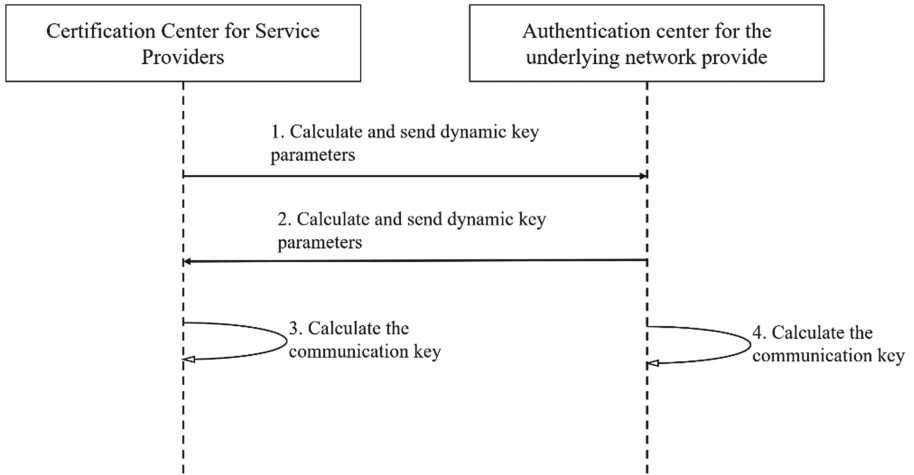 Certification Center for Service
Providers
Authentication center for the
underlying network provide
1. Calculate and send dynamic key
parameters
2. Calculate and send dynamic key
parameters
3. Calculate the
communication key
4. Calculate the
communication key